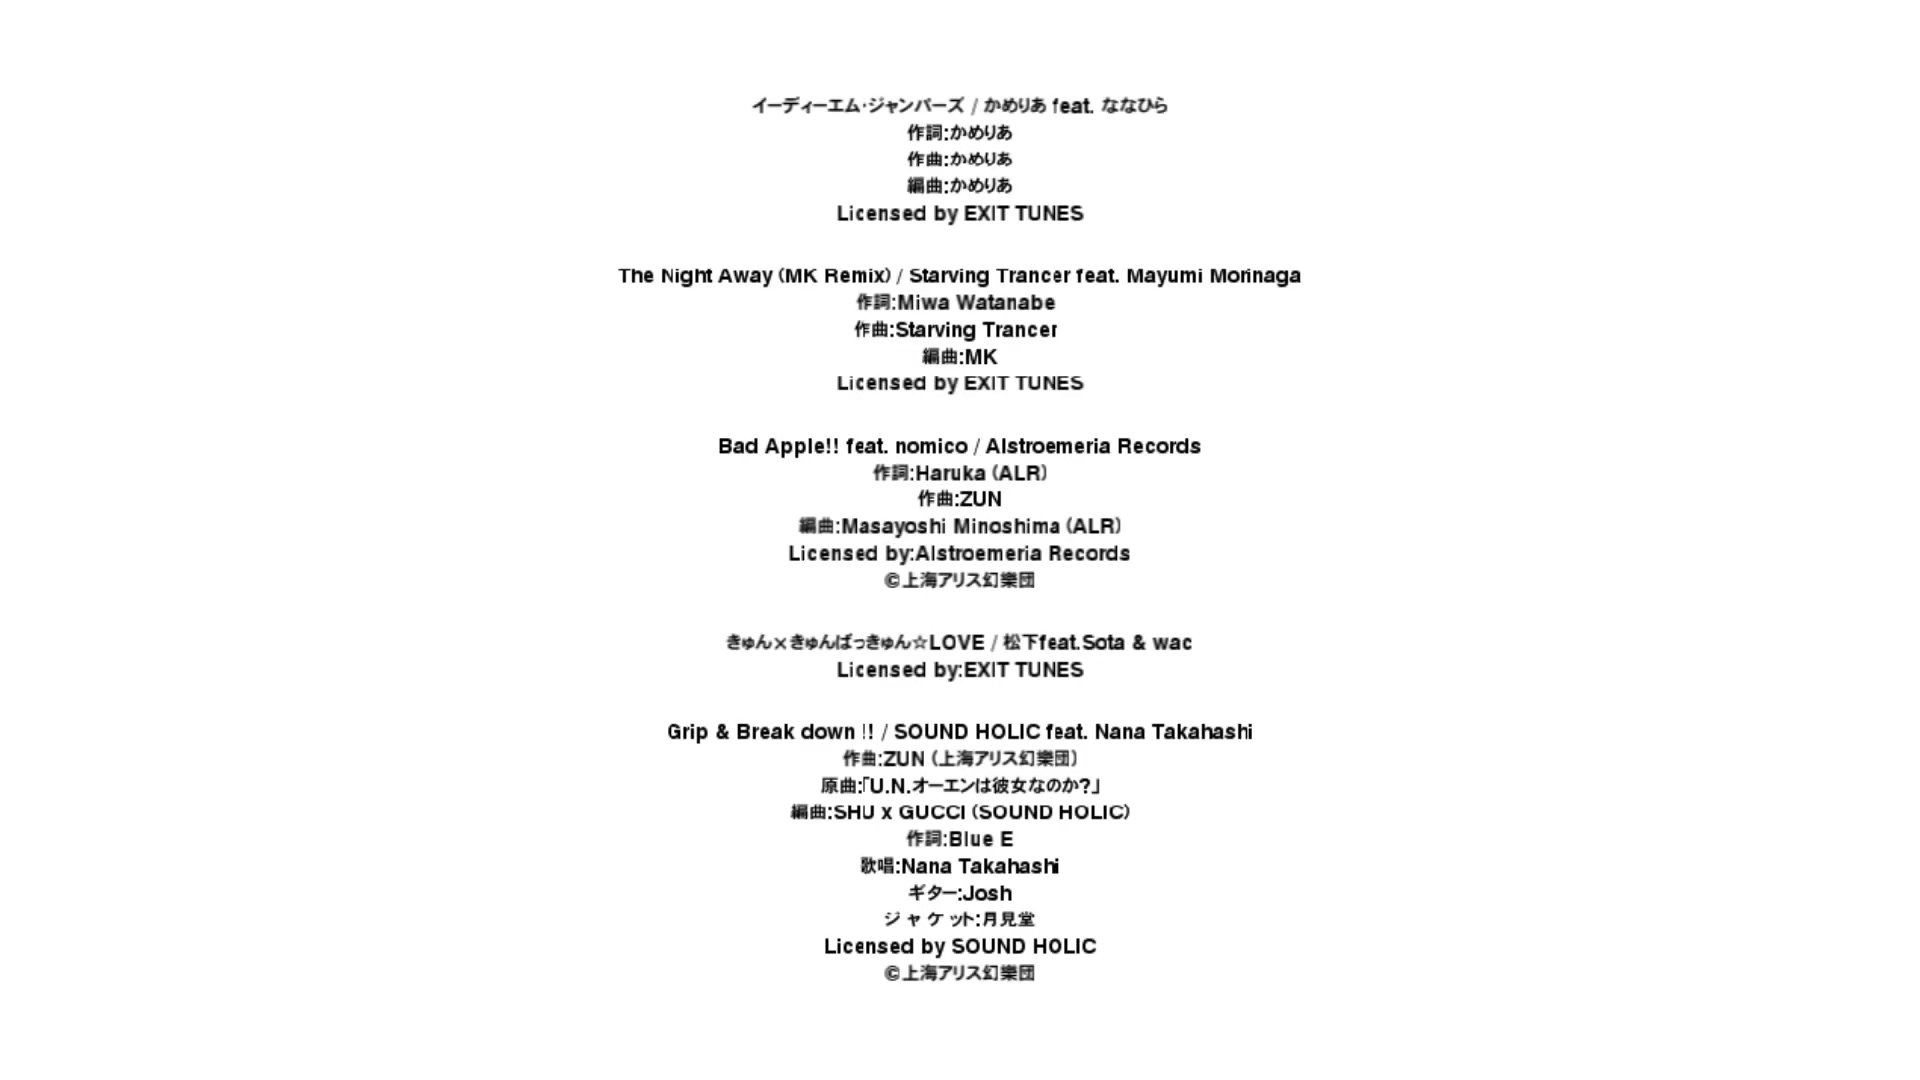 イーディーエム・ジャンパーズ / かめりあ feat. ななひら
作詞:かめりあ
作曲:かめりあ
編曲:かめりあ
Licensed by EXIT TUNES
The Night Away (MK Remix) / Starving Trancer feat. Mayumi Morinaga
作詞:Miwa Watanabe
作曲:Starving Trancer
編曲:MK
Licensed by EXIT TUNES
Bad Apple!! feat. nomico / Alstroemeria Records
作詞:Haruka (ALR)
作曲:ZUN
編曲:Masayoshi Minoshima (ALR)
Licensed by:Alstroemeria Records
©上海アリス幻樂団
きゅん×きゅんばっきゅん☆LOVE / 松下feat.Sota & wac
Licensed by:EXIT TUNES
Grip & Break down !! / SOUND HOLIC feat. Nana Takahashi
作曲:ZUN (上海アリス幻樂団)
原曲:「U.N.オーエンは彼女なのか?」
編曲:SHU x GUCCI (SOUND HOLIC)
作詞:Blue E
歌唱:Nana Takahashi
ギター:Josh
ジャケット:月見堂
Licensed by SOUND HOLIC
©上海アリス幻樂団